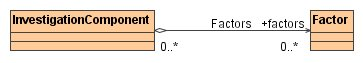 InvestigationComponent Factors +factors Factor
0..* 0..*